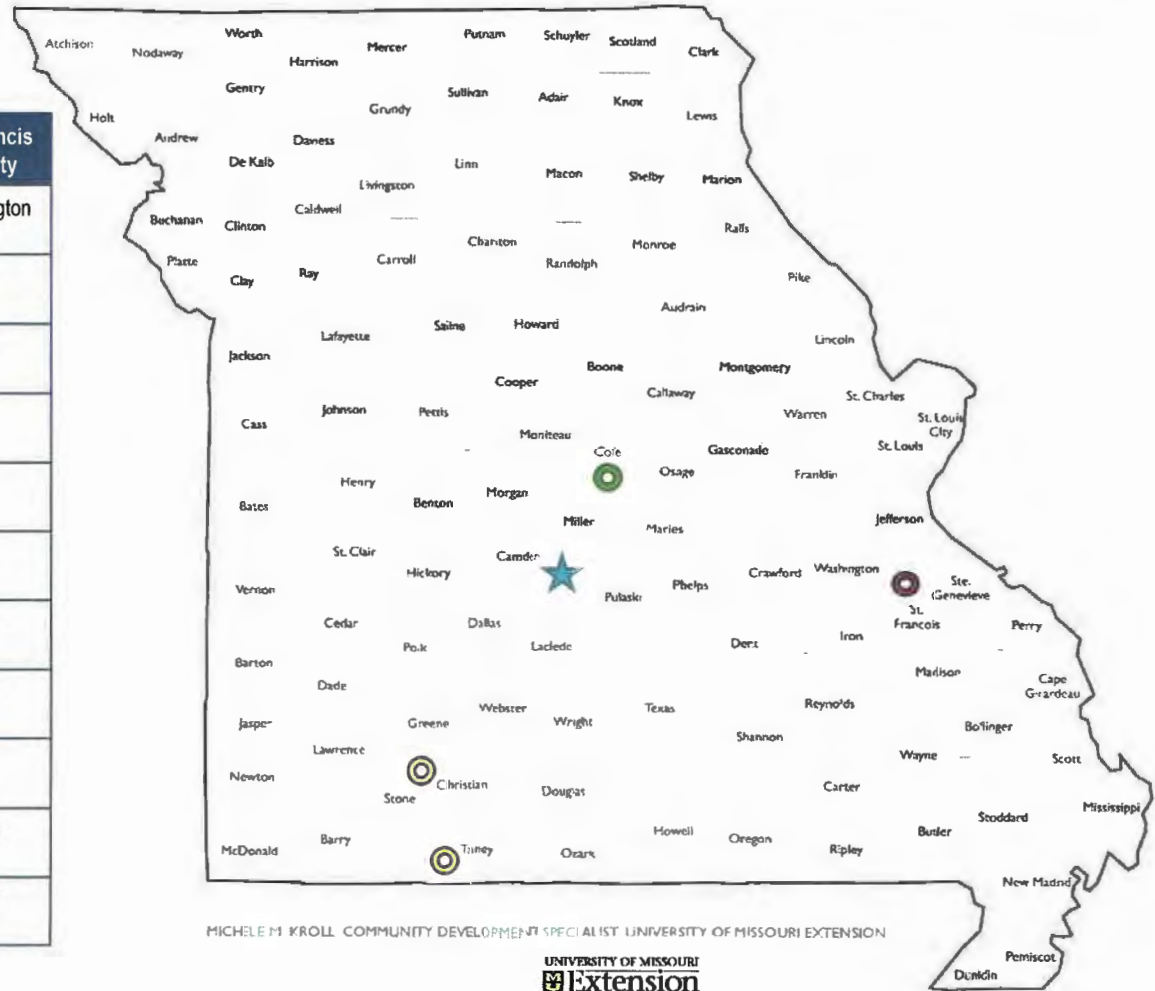 ncis
ty
gton
Atchison
Nodaway
Worth
Harrison
Mercer
Putnam
Schuyler
Scotland
Clark
Gentry
Grundy
Sullivan
Adair
Knox
Lewis
Holt
Andrew
De Kalb
Daviess
Livingston
Linn
Macon
Shelby
Marion
Buchanan
Clinton
Caldwell
Chariton
Randolph
Monroe
Ralls
Platte
Clay
Ray
Carroll
Audrain
Pike
Jackson
Lafayette
Saline
Howard
Boone
Montgomery
Lincoln
Cooper
Callaway
Warren
St. Charles
Cass
Johnson
Pettis
Moniteau
Cole
Osage
Gasconade
Franklin
St. Louis
St. Louis
City
Bates
Henry
Benton
Morgan
Miller
Maries
Jefferson
Vernon
St. Clair
Hickory
Camden
Pulaski
Phelps
Crawford
Washington
Ste.
Genevieve
St.
Francois
Perry
Barton
Cedar
Polk
Dallas
Laclede
Dent
Iron
Madison
Cape
Girardeau
Dade
Jasper
Greene
Webster
Wright
Texas
Shannon
Reynolds
Bollinger
Newton
Lawrence
Christian
Stone
Douglas
Carter
Wayne
Scott
McDonald
Barry
Taney
Ozark
Howell
Oregon
Ripley
Butler
Stoddard
Mississippi
New Madrid
Pemiscot
Dunklin
MICHELE M KROLL COMMUNITY DEVELOPMENT SPECIALIST UNIVERSITY OF MISSOURI EXTENSION
UNIVERSITY OF MISSOURI
Extension